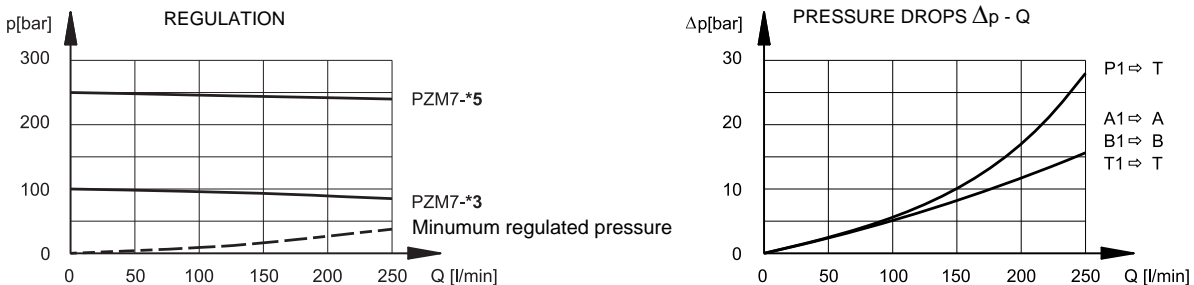 p[bar]
REGULATION
300
200
100
0
0 50 100 150 200 250 Q [l/min]
PZM7-*5
PZM7-*3
Minumum regulated pressure
Δp[bar]
PRESSURE DROPS Δp - Q
30
20
10
0
0 50 100 150 200 250 Q [l/min]
P1⇨ T
A1⇨ A
B1⇨ B
T1⇨ T